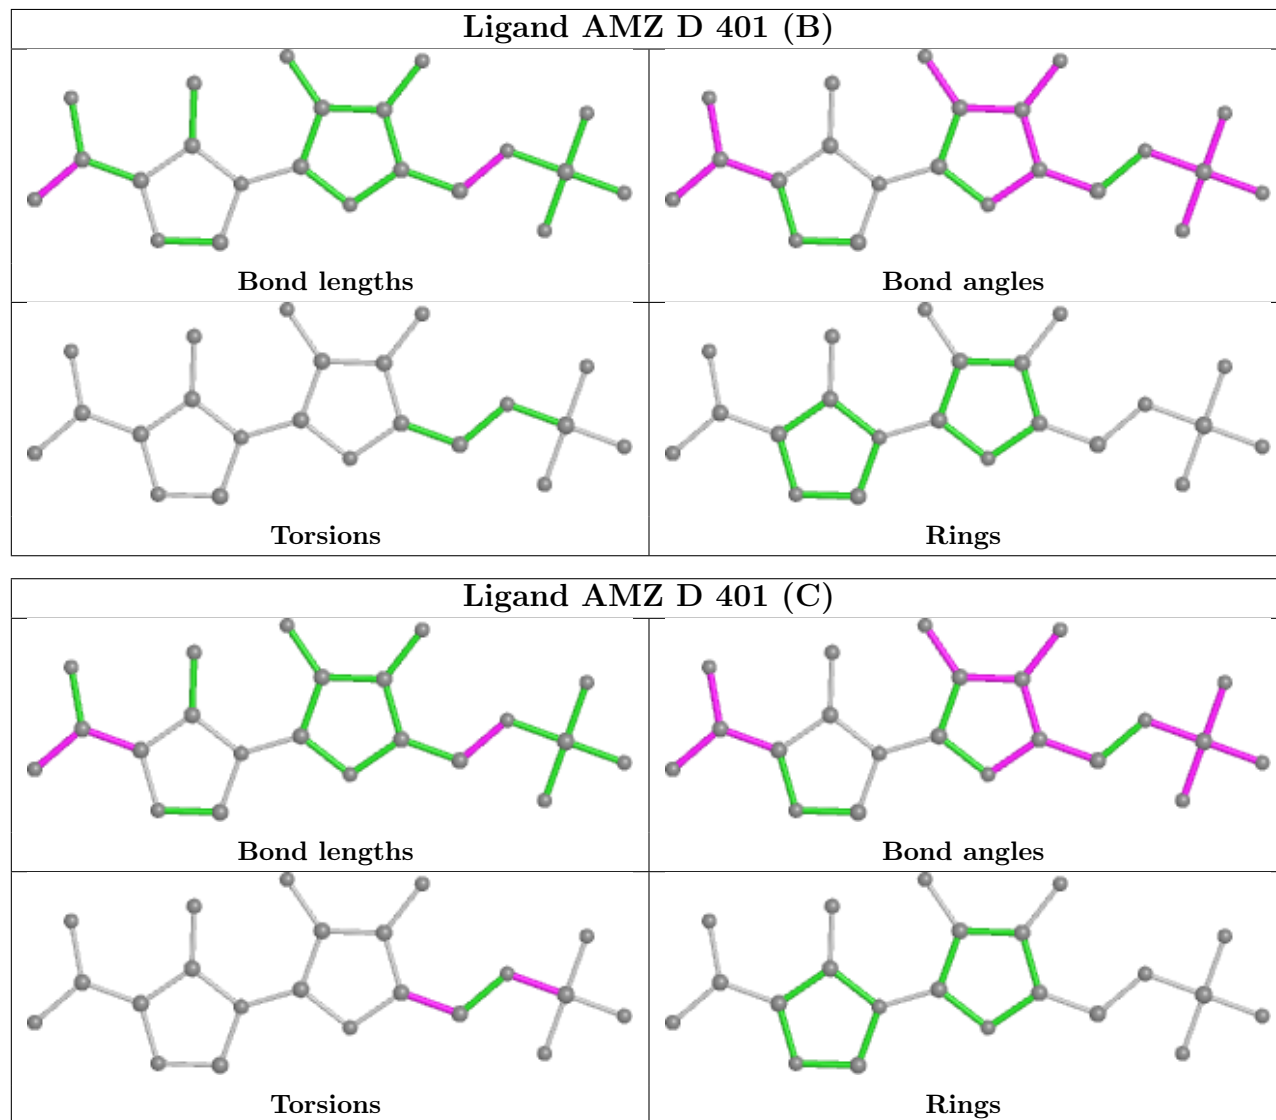 Ligand AMZ D 401 (B)
Bond lengths
Bond angles
Torsions
Rings
Ligand AMZ D 401 (C)
Bond lengths
Bond angles
Torsions
Rings